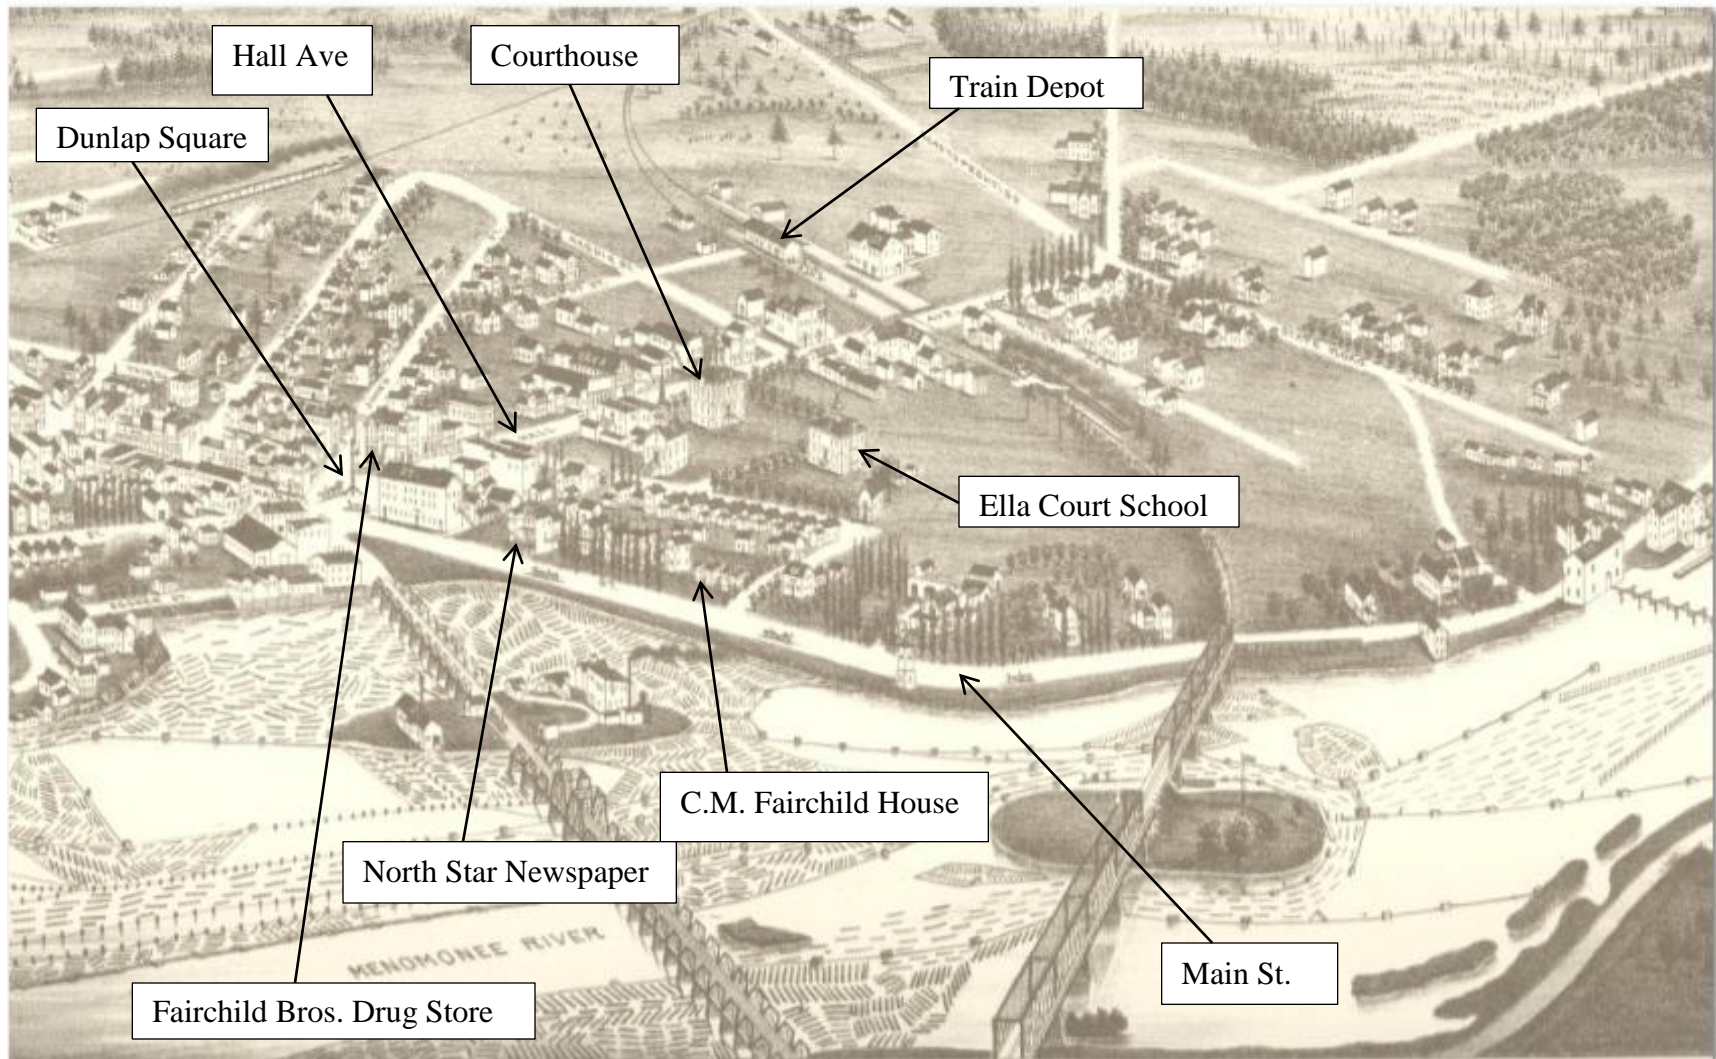 Hall Ave
Courthouse
Train Depot
Dunlap Square
Ella Court School
C.M. Fairchild House
North Star Newspaper
MENOMONEE RIVER
Main St.
Fairchild Bros. Drug Store